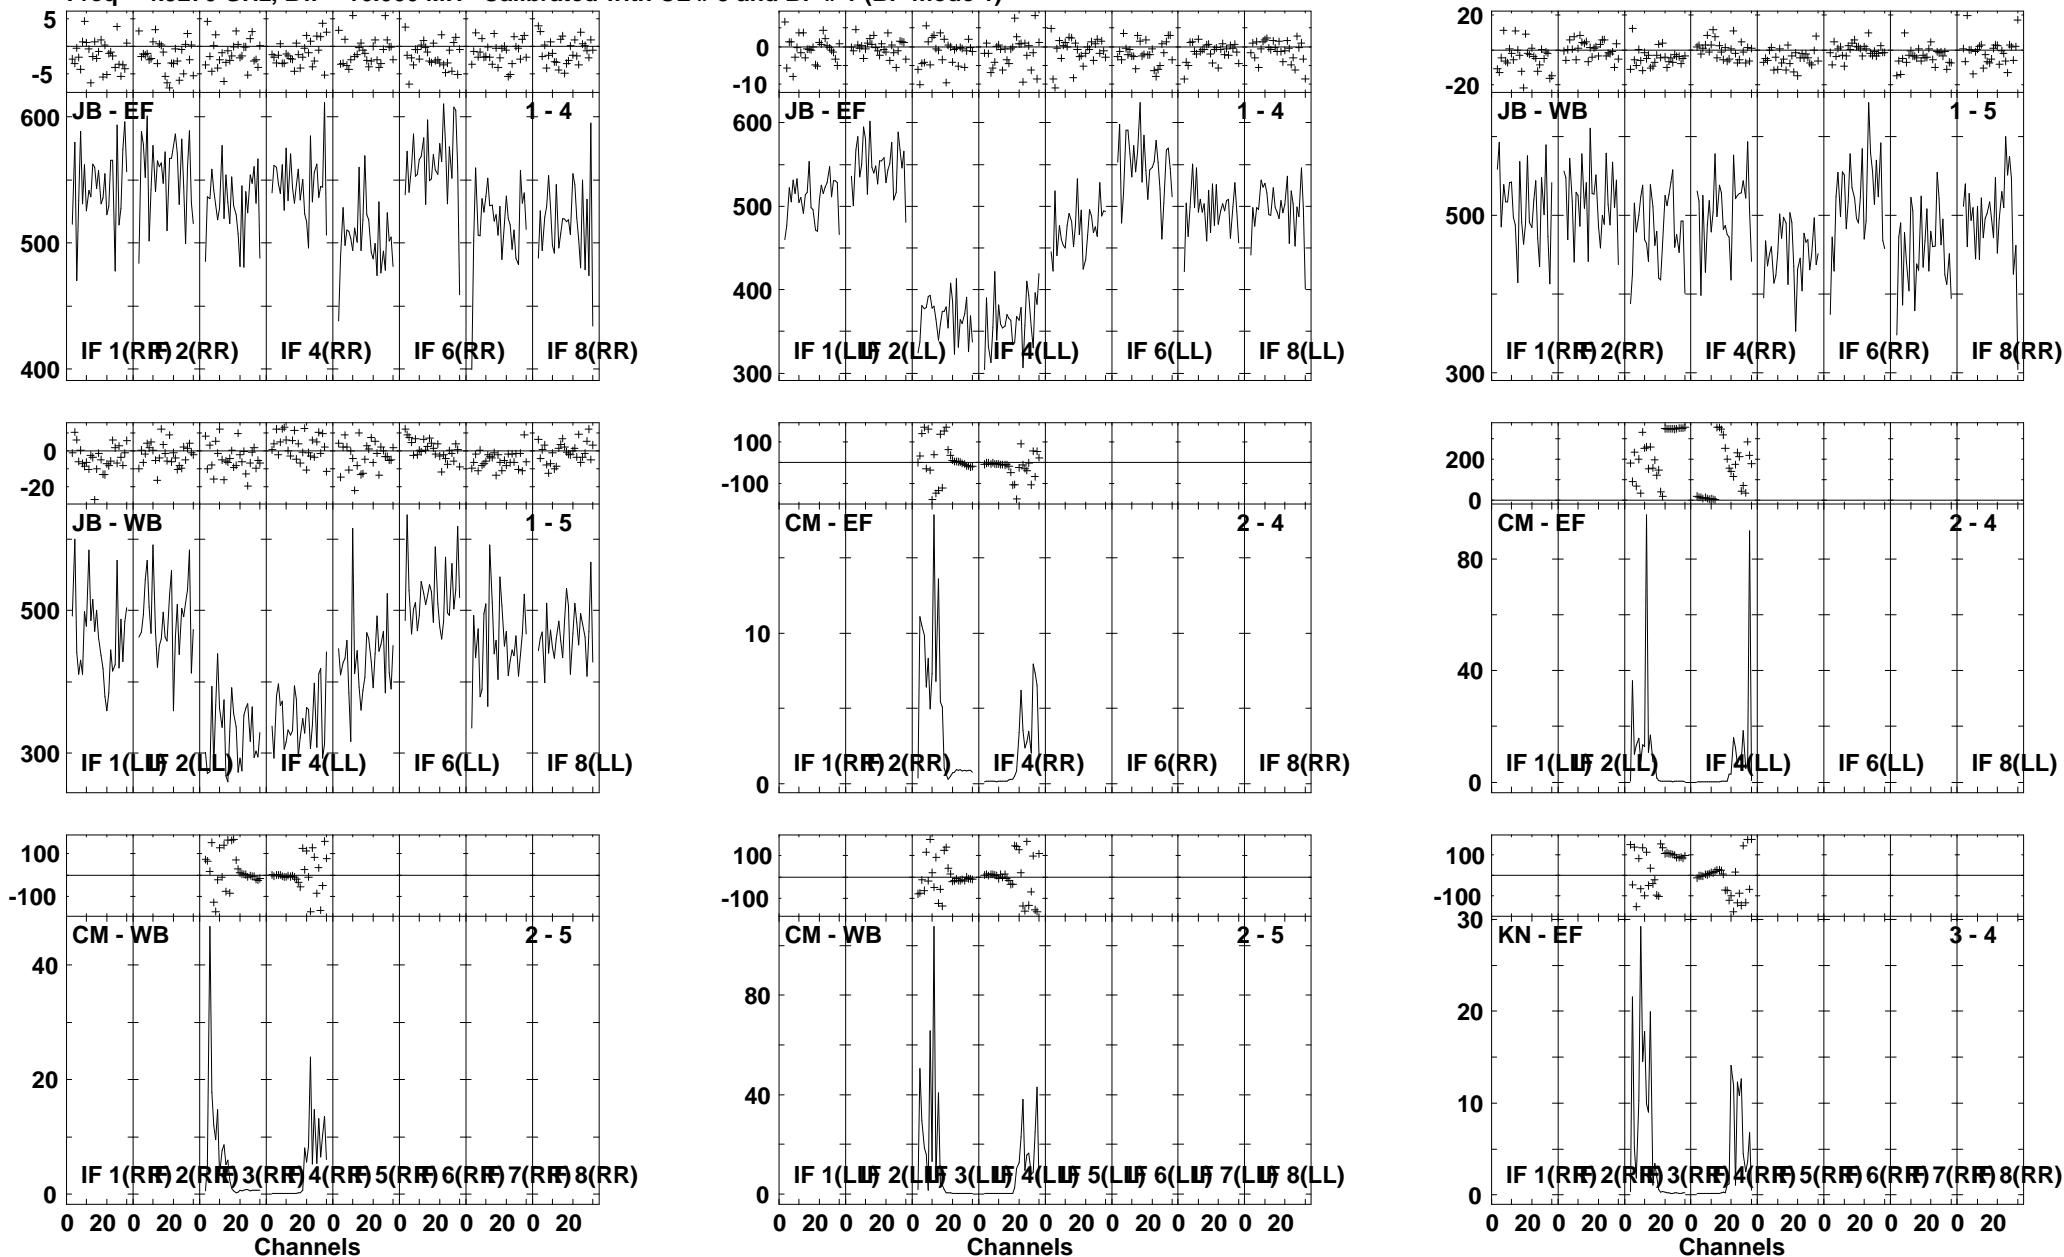 5 0 20
-5 -10 -20
600 JB - EF 1 - 4 600 JB - EF 1 - 4 JB - WB 1 - 5
500 500 500
400
400 IF 1(RR) IF 2(RR) IF 4(RR) IF 6(RR) IF 8(RR) 300 IF 1(LL) IF 2(LL) IF 4(LL) IF 6(LL) IF 8(LL) 300 IF 1(RR) IF 2(RR) IF 4(RR) IF 6(RR) IF 8(RR)
0 100 200
-20 -100 0
JB - WB 1 - 5 CM - EF 2 - 4 CM - EF 2 - 4
500 10 80
40
300 IF 1(LL) IF 2(LL) IF 4(LL) IF 6(LL) IF 8(LL) 0 IF 1(RR) IF 2(RR) IF 4(RR) IF 6(RR) IF 8(RR) 0 IF 1(LL) IF 2(LL) IF 4(LL) IF 6(LL) IF 8(LL)
100 100 100
-100 -100 -100
CM - WB 2 - 5 CM - WB 2 - 5 30 KN - EF 3 - 4
40 80 20
20 40 10
0 IF 1(RR) IF 2(RR) IF 3(RR) IF 4(RR) IF 5(RR) IF 6(RR) IF 7(RR) IF 8(RR) 0 IF 1(LL) IF 2(LL) IF 3(LL) IF 4(LL) IF 5(LL) IF 6(LL) IF 7(LL) IF 8(LL) 0 IF 1(RR) IF 2(RR) IF 3(RR) IF 4(RR) IF 5(RR) IF 6(RR) IF 7(RR) IF 8(RR)
0 20 0 20 0 20 0 20 0 20 0 20 0 20 0 20 0 20 0 20 0 20 0 20 0 20 0 20 0 20 0 20 0 20 0 20 0 20 0 20 0 20 0 20 0 20 0 20
Channels Channels